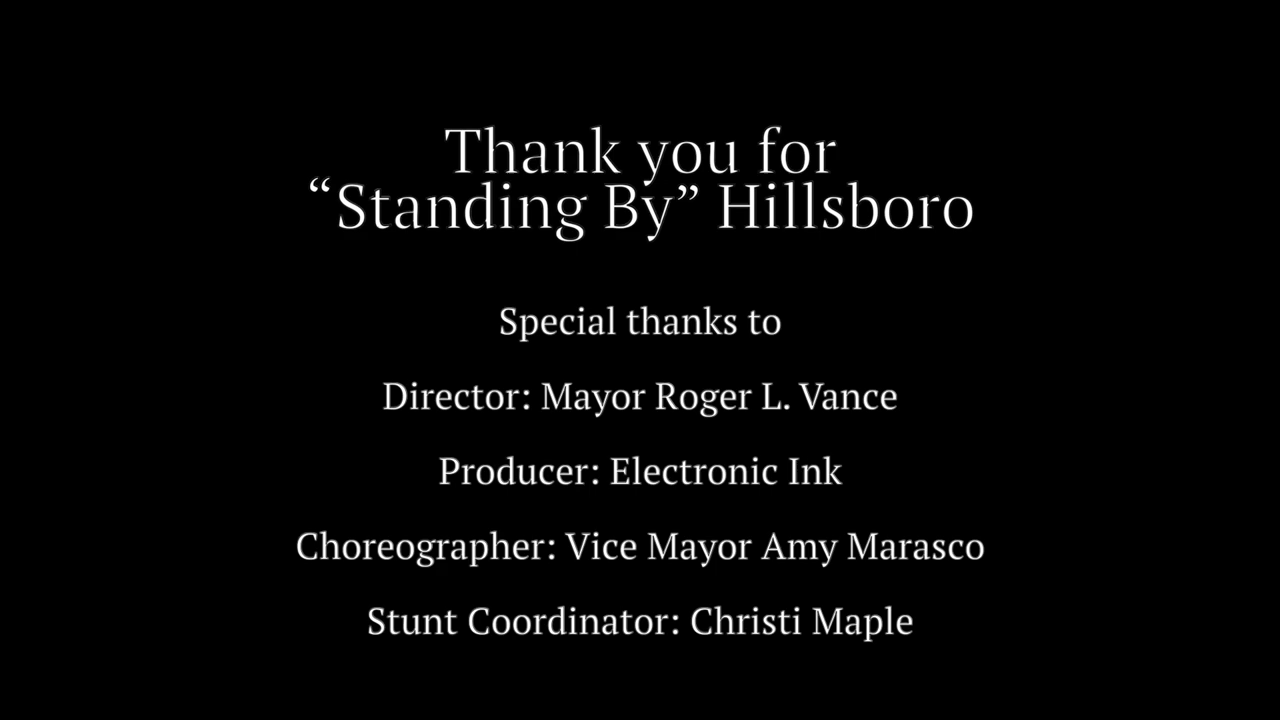 Thank you for
“Standing By” Hillsboro
Special thanks to
Director: Mayor Roger L. Vance
Producer: Electronic Ink
Choreographer: Vice Mayor Amy Marasco
Stunt Coordinator: Christi Maple